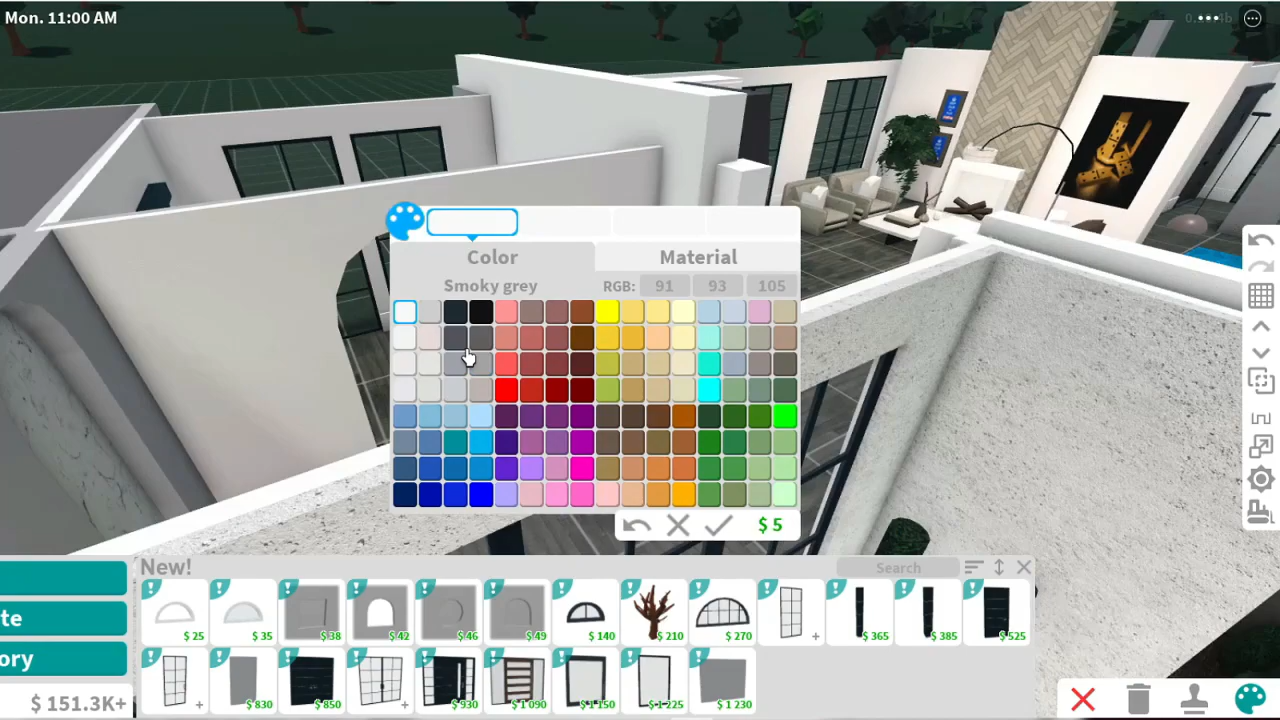 Mon. 11:00 AM
Color
Material
Smoky grey
RGB: 91 93 105
$ 5
New!
Search
$ 25
$ 35
$ 38
$ 42
$ 46
$ 49
$ 140
$ 210
$ 270
+
$ 365
$ 385
$ 525
te
ory
+
$ 830
$ 850
+
$ 930
$ 1 090
$ 1 150
$ 1 225
$ 1 230
$ 151.3K+